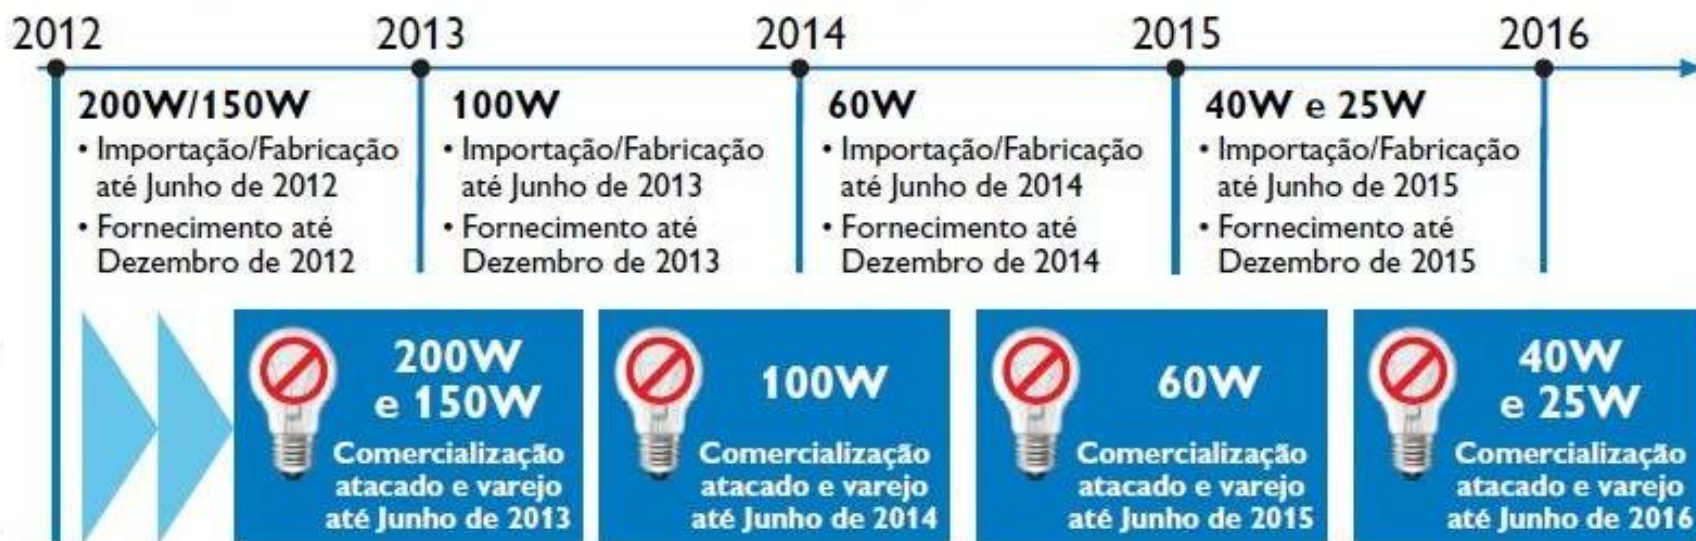 2012
2013
2014
2015
2016
200W/150W
• Importação/Fabricação
até Junho de 2012
• Fornecimento até
Dezembro de 2012
100W
• Importação/Fabricação
até Junho de 2013
• Fornecimento até
Dezembro de 2013
60W
• Importação/Fabricação
até Junho de 2014
• Fornecimento até
Dezembro de 2014
40W e 25W
• Importação/Fabricação
até Junho de 2015
• Fornecimento até
Dezembro de 2015
200W
e 150W
Comercialização
atacado e varejo
até Junho de 2013
100W
Comercialização
atacado e varejo
até Junho de 2014
60W
Comercialização
atacado e varejo
até Junho de 2015
40W
e 25W
Comercialização
atacado e varejo
até Junho de 2016